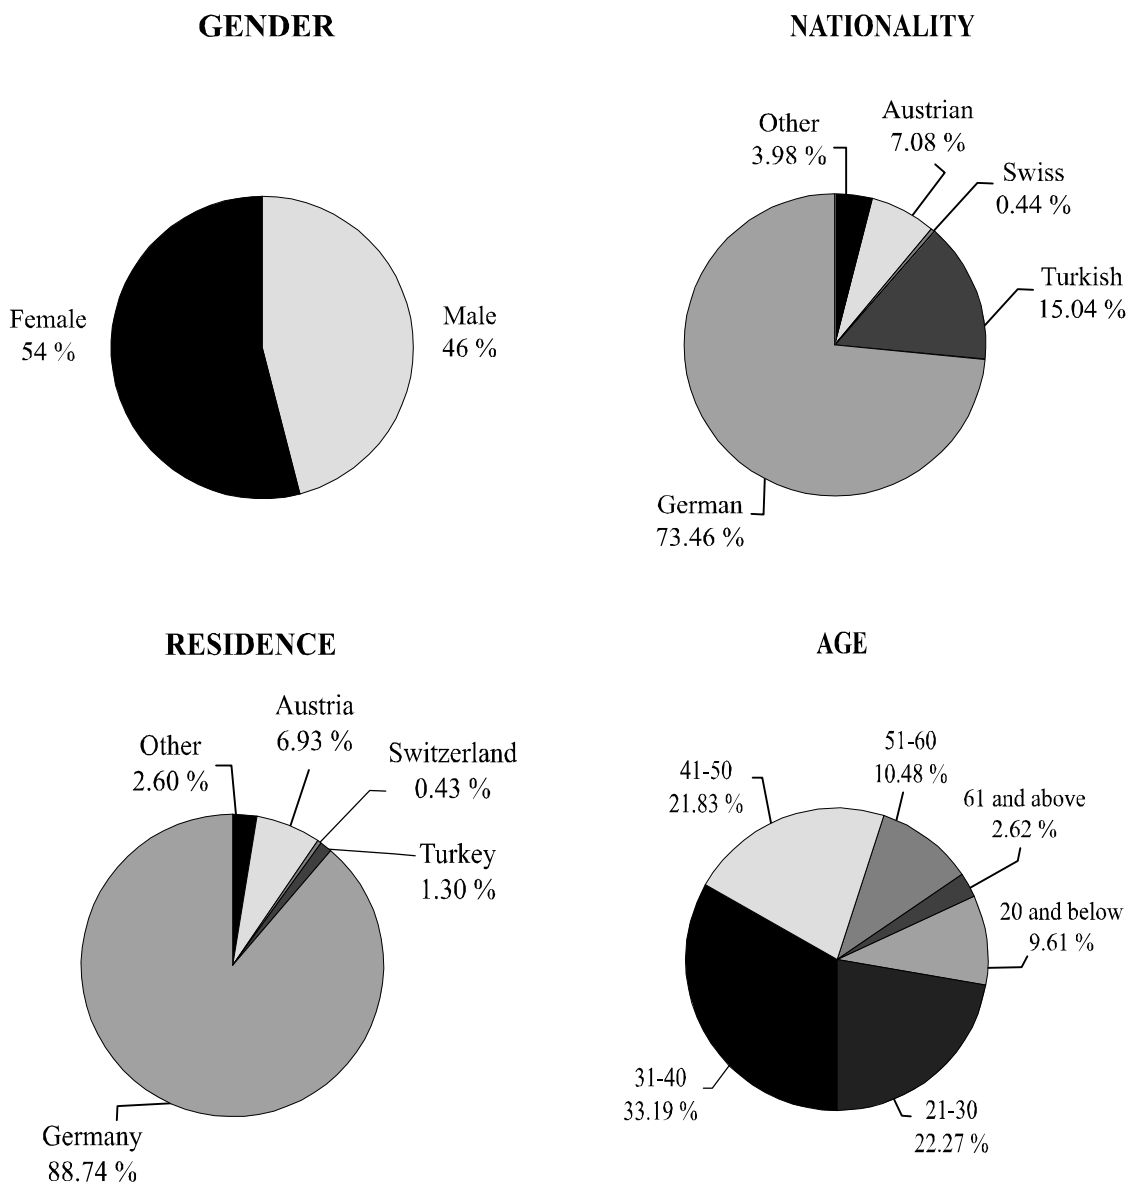 GENDER
Female
54 %
Male
46 %
NATIONALITY
Other
3.98 %
Austrian
7.08 %
Swiss
0.44 %
Turkish
15.04 %
German
73.46 %
RESIDENCE
Other
2.60 %
Austria
6.93 %
Switzerland
0.43 %
Turkey
1.30 %
Germany
88.74 %
AGE
41-50
21.83 %
51-60
10.48 %
61 and above
2.62 %
20 and below
9.61 %
31-40
33.19 %
21-30
22.27 %